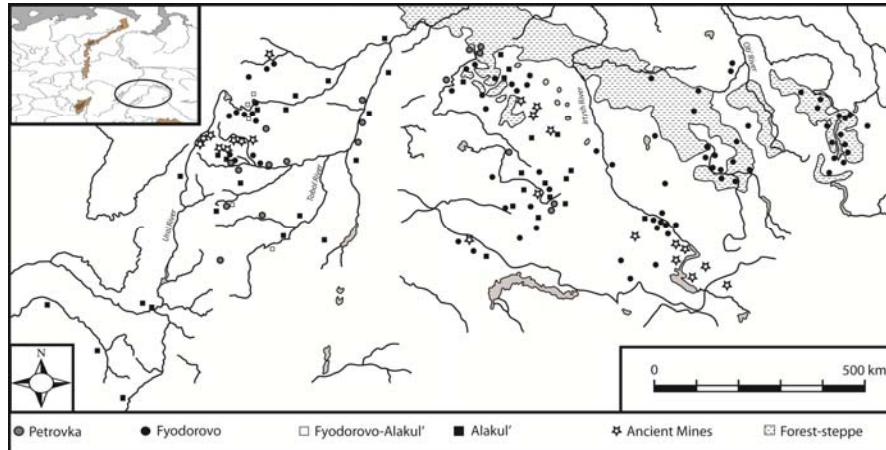 Ob River
Irtysh River
Tobol River
Ural River
N
0 500 km
Petrovka Fyodorovo Fyodorovo-Alakul' Alakul' Ancient Mines Forest-steppe